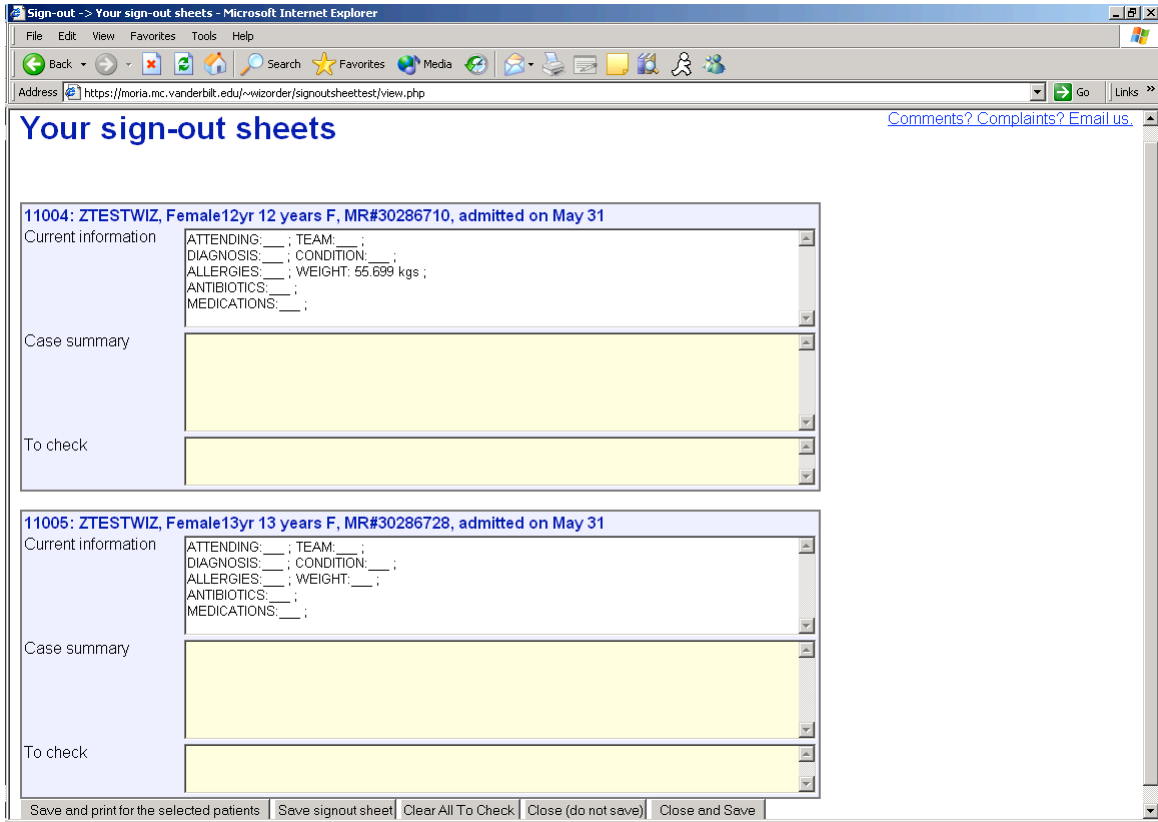 Sign-out -> Your sign-out sheets - Microsoft Internet Explorer
File Edit View Favorites Tools Help
Back Search Favorites Media
Address https://moria.mc.vanderbilt.edu/~wizorder/signoutsheettest/view.php Go Links »
Your sign-out sheets
Comments? Complaints? Email us.
11004: ZTESTWIZ, Female12yr 12 years F, MR#30286710, admitted on May 31
Current information
ATTENDING:___ ; TEAM:___ ;
DIAGNOSIS:___ ; CONDITION:___ ;
ALLERGIES:___ ; WEIGHT: 55.699 kgs ;
ANTIBIOTICS:___ ;
MEDICATIONS:___ ;
Case summary
To check
11005: ZTESTWIZ, Female13yr 13 years F, MR#30286728, admitted on May 31
Current information
ATTENDING:___ ; TEAM:___ ;
DIAGNOSIS:___ ; CONDITION:___ ;
ALLERGIES:___ ; WEIGHT:___ ;
ANTIBIOTICS:___ ;
MEDICATIONS:___ ;
Case summary
To check
Save and print for the selected patients Save signout sheet Clear All To Check Close (do not save) Close and Save